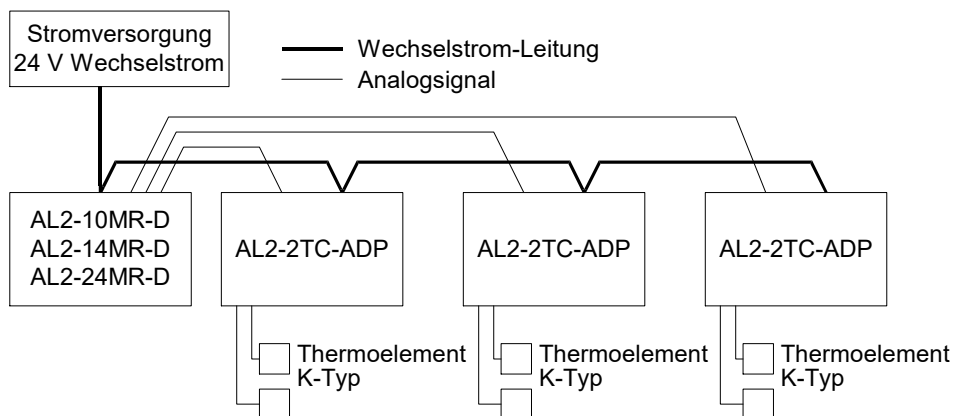 Stromversorgung
24 V Wechselstrom
Wechselstrom-Leitung
Analogsignal
AL2-10MR-D
AL2-14MR-D
AL2-24MR-D
AL2-2TC-ADP
AL2-2TC-ADP
AL2-2TC-ADP
Thermoelement
K-Typ
Thermoelement
K-Typ
Thermoelement
K-Typ